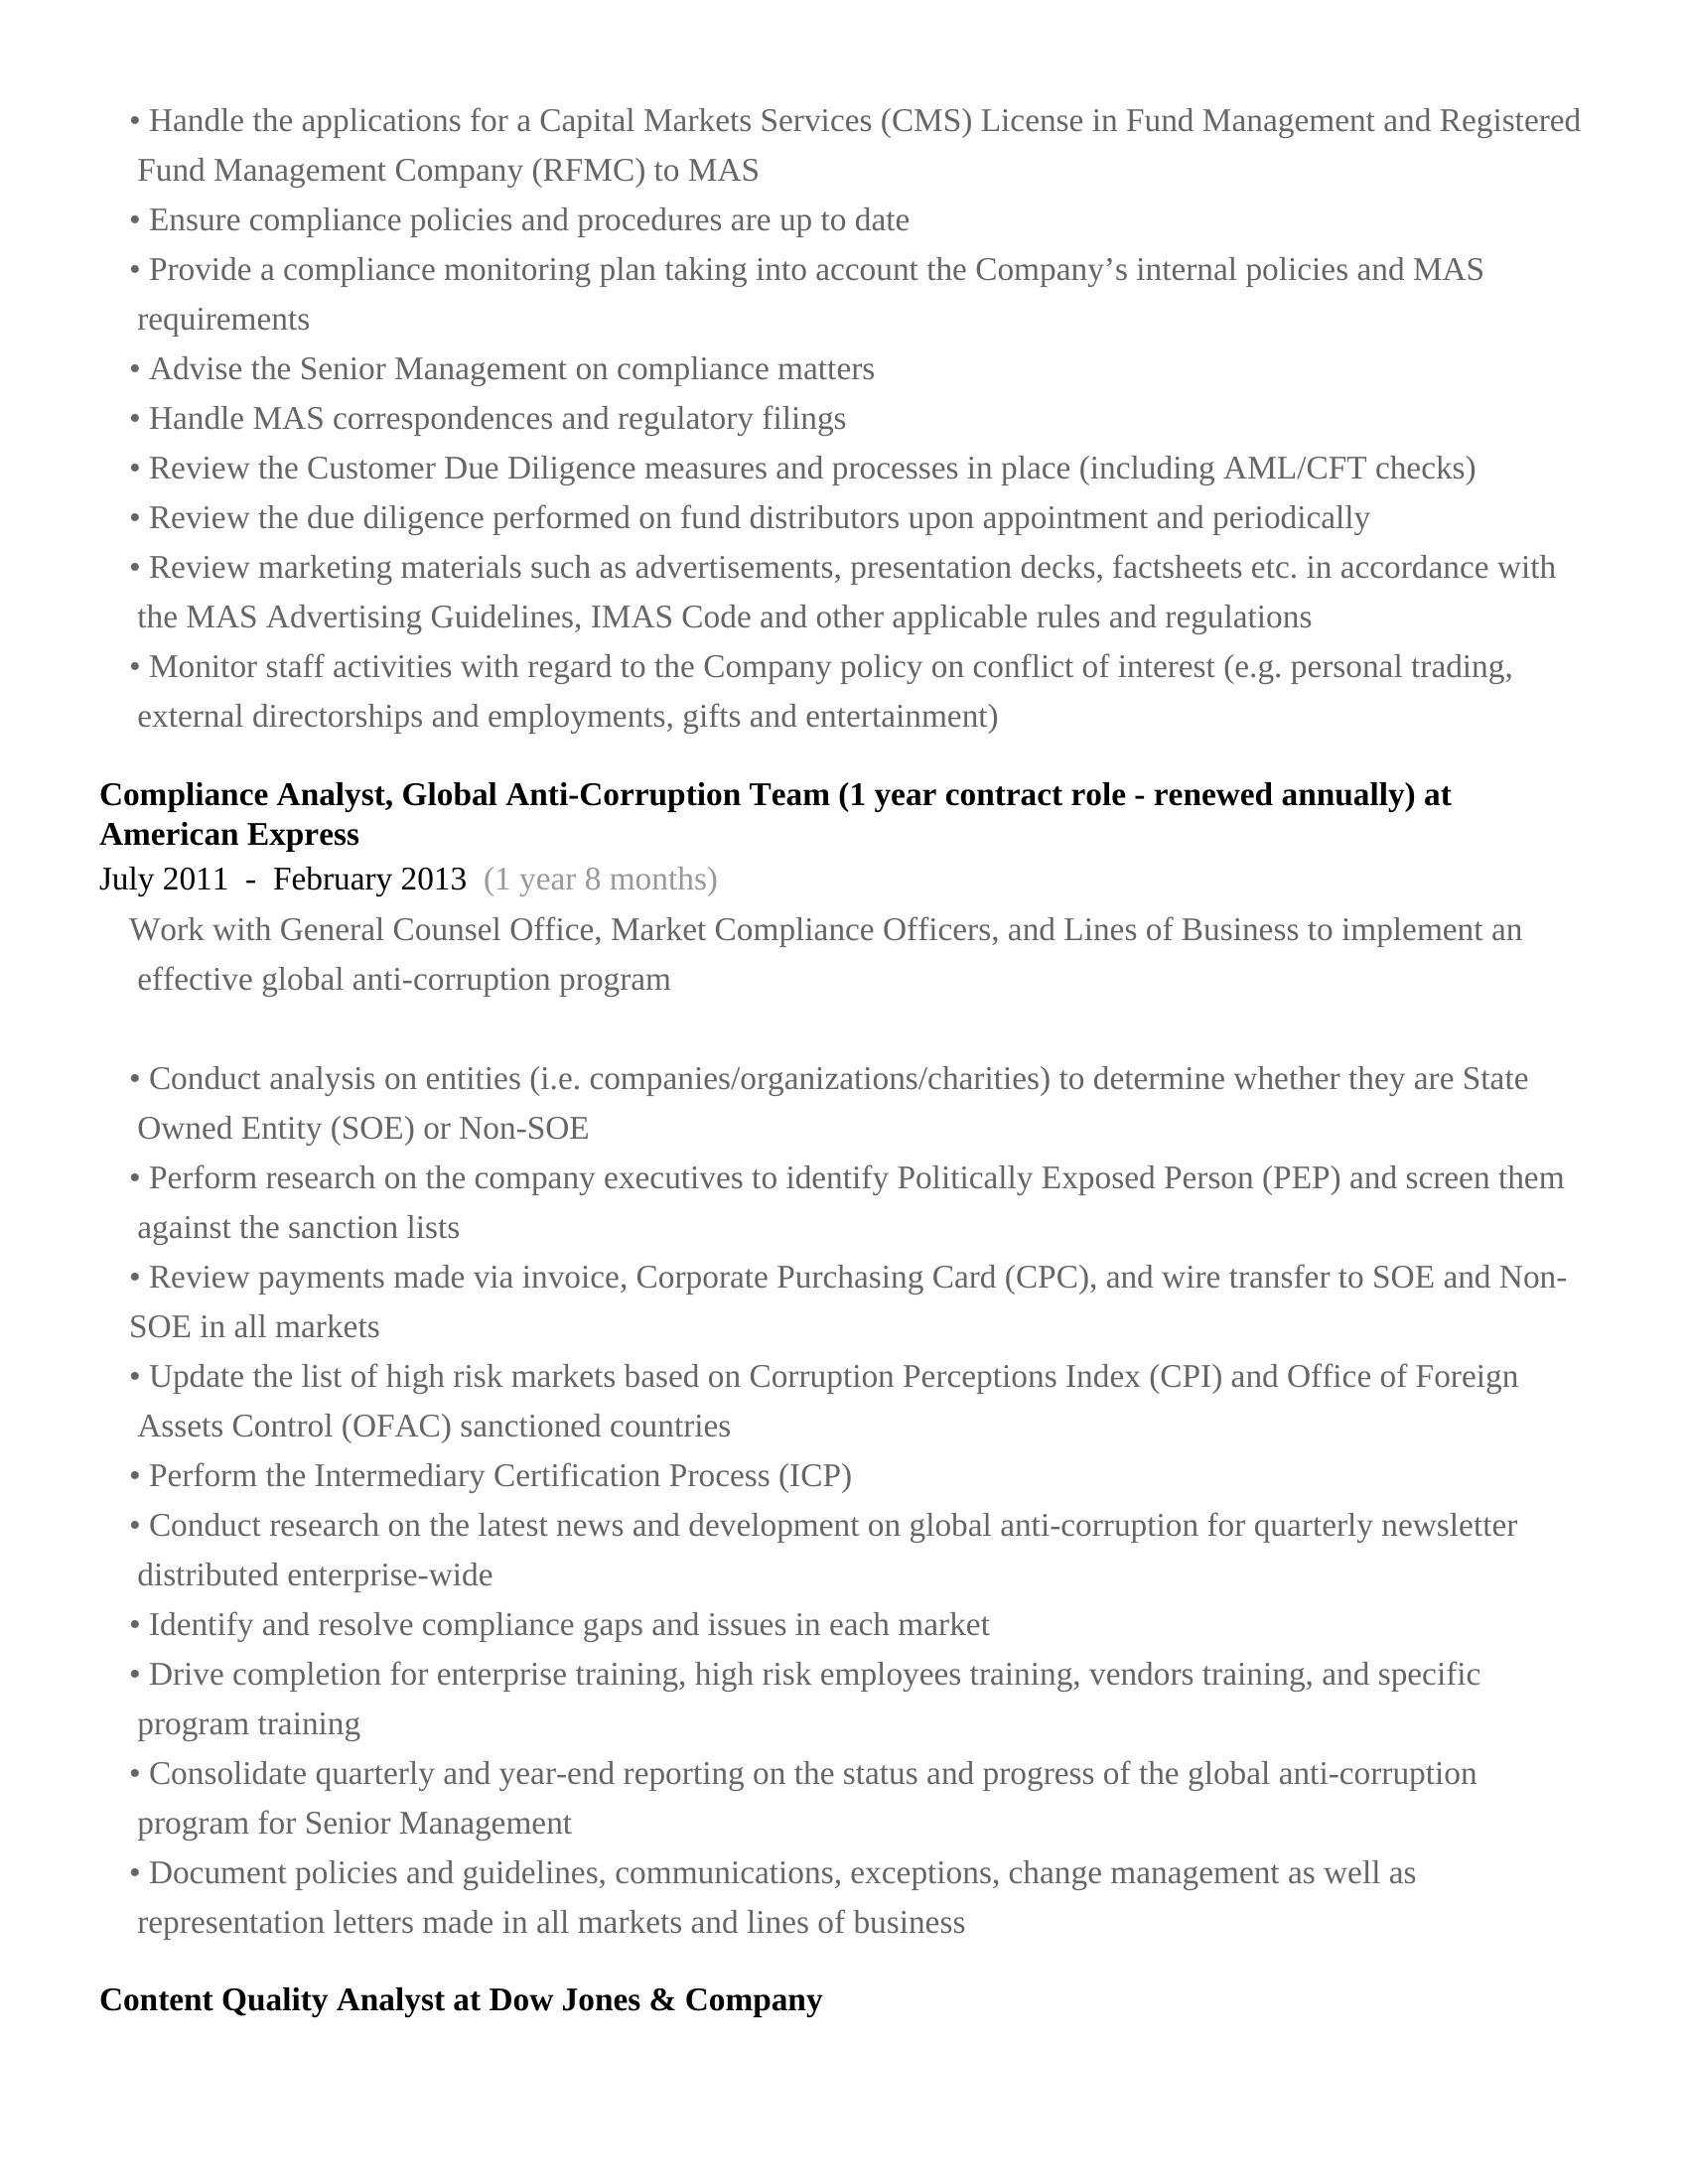 • Handle the applications for a Capital Markets Services (CMS) License in Fund Management and Registered
Fund Management Company (RFMC) to MAS
• Ensure compliance policies and procedures are up to date
• Provide a compliance monitoring plan taking into account the Company’s internal policies and MAS
requirements
• Advise the Senior Management on compliance matters
• Handle MAS correspondences and regulatory filings
• Review the Customer Due Diligence measures and processes in place (including AML/CFT checks)
• Review the due diligence performed on fund distributors upon appointment and periodically
• Review marketing materials such as advertisements, presentation decks, factsheets etc. in accordance with
the MAS Advertising Guidelines, IMAS Code and other applicable rules and regulations
• Monitor staff activities with regard to the Company policy on conflict of interest (e.g. personal trading,
external directorships and employments, gifts and entertainment)
Compliance Analyst, Global Anti-Corruption Team (1 year contract role - renewed annually) at
American Express
July 2011 - February 2013 (1 year 8 months)
Work with General Counsel Office, Market Compliance Officers, and Lines of Business to implement an
effective global anti-corruption program
• Conduct analysis on entities (i.e. companies/organizations/charities) to determine whether they are State
Owned Entity (SOE) or Non-SOE
• Perform research on the company executives to identify Politically Exposed Person (PEP) and screen them
against the sanction lists
• Review payments made via invoice, Corporate Purchasing Card (CPC), and wire transfer to SOE and Non-
SOE in all markets
• Update the list of high risk markets based on Corruption Perceptions Index (CPI) and Office of Foreign
Assets Control (OFAC) sanctioned countries
• Perform the Intermediary Certification Process (ICP)
• Conduct research on the latest news and development on global anti-corruption for quarterly newsletter
distributed enterprise-wide
• Identify and resolve compliance gaps and issues in each market
• Drive completion for enterprise training, high risk employees training, vendors training, and specific
program training
• Consolidate quarterly and year-end reporting on the status and progress of the global anti-corruption
program for Senior Management
• Document policies and guidelines, communications, exceptions, change management as well as
representation letters made in all markets and lines of business
Content Quality Analyst at Dow Jones & Company